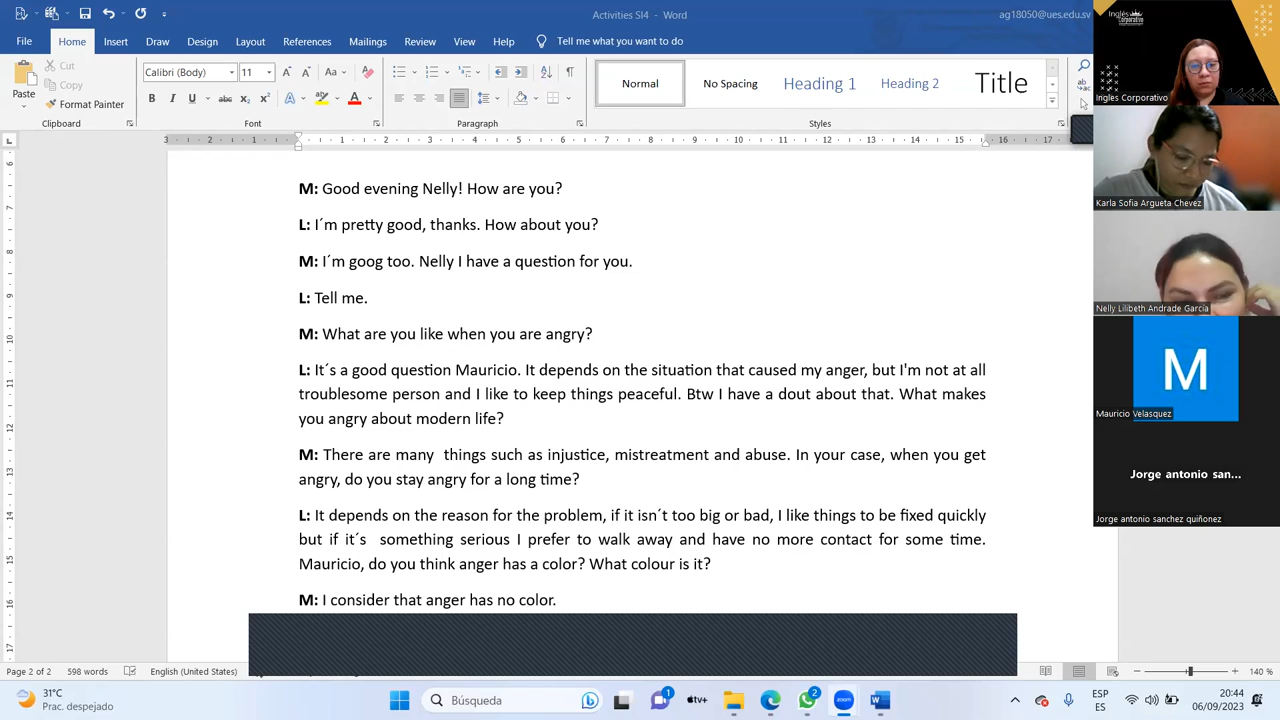 Activities SI4 - Word
ag18050@ues.edu.sv
File Home Insert Draw Design Layout References Mailings Review View Help Tell me what you want to do
Paste
Cut
Copy
Format Painter
Calibri (Body) 11
Normal
No Spacing
Heading 1
Heading 2
Title
Clipboard
Font
Paragraph
Styles
M: Good evening Nelly! How are you?
L: I´m pretty good, thanks. How about you?
M: I´m goog too. Nelly I have a question for you.
L: Tell me.
M: What are you like when you are angry?
L: It´s a good question Mauricio. It depends on the situation that caused my anger, but I'm not at all
troublesome person and I like to keep things peaceful. Btw I have a dout about that. What makes
you angry about modern life?
M: There are many  things such as injustice, mistreatment and abuse. In your case, when you get
angry, do you stay angry for a long time?
L: It depends on the reason for the problem, if it isn´t too big or bad, I like things to be fixed quickly
but if it´s  something serious I prefer to walk away and have no more contact for some time.
Mauricio, do you think anger has a color? What colour is it?
M: I consider that anger has no color.
Inglés
Corporativo
Ingles Corporativo
Karla Sofia Argueta Chevez
Nelly Lilibeth Andrade García
M
Mauricio Velasquez
Jorge antonio san...
Jorge antonio sanchez quiñonez
Page 2 of 2 598 words English (United States) 140 %
31°C
Prac. despejado
Búsqueda
tv+
1
2
ESP
ES
20:44
06/09/2023